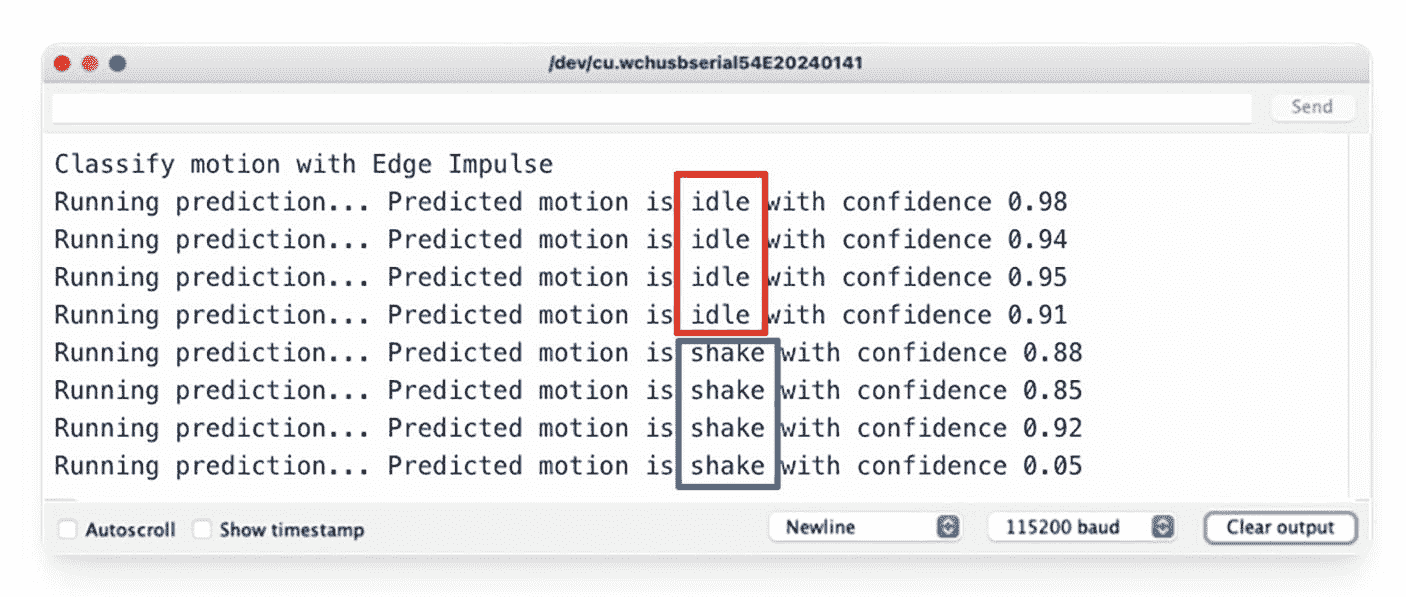 /dev/cu.wchusbserial54E20240141
Send
Classify motion with Edge Impulse
Running prediction... Predicted motion is idle with confidence 0.98
Running prediction... Predicted motion is idle with confidence 0.94
Running prediction... Predicted motion is idle with confidence 0.95
Running prediction... Predicted motion is idle with confidence 0.91
Running prediction... Predicted motion is shake with confidence 0.88
Running prediction... Predicted motion is shake with confidence 0.85
Running prediction... Predicted motion is shake with confidence 0.92
Running prediction... Predicted motion is shake with confidence 0.05
Autoscroll Show timestamp Newline 115200 baud Clear output